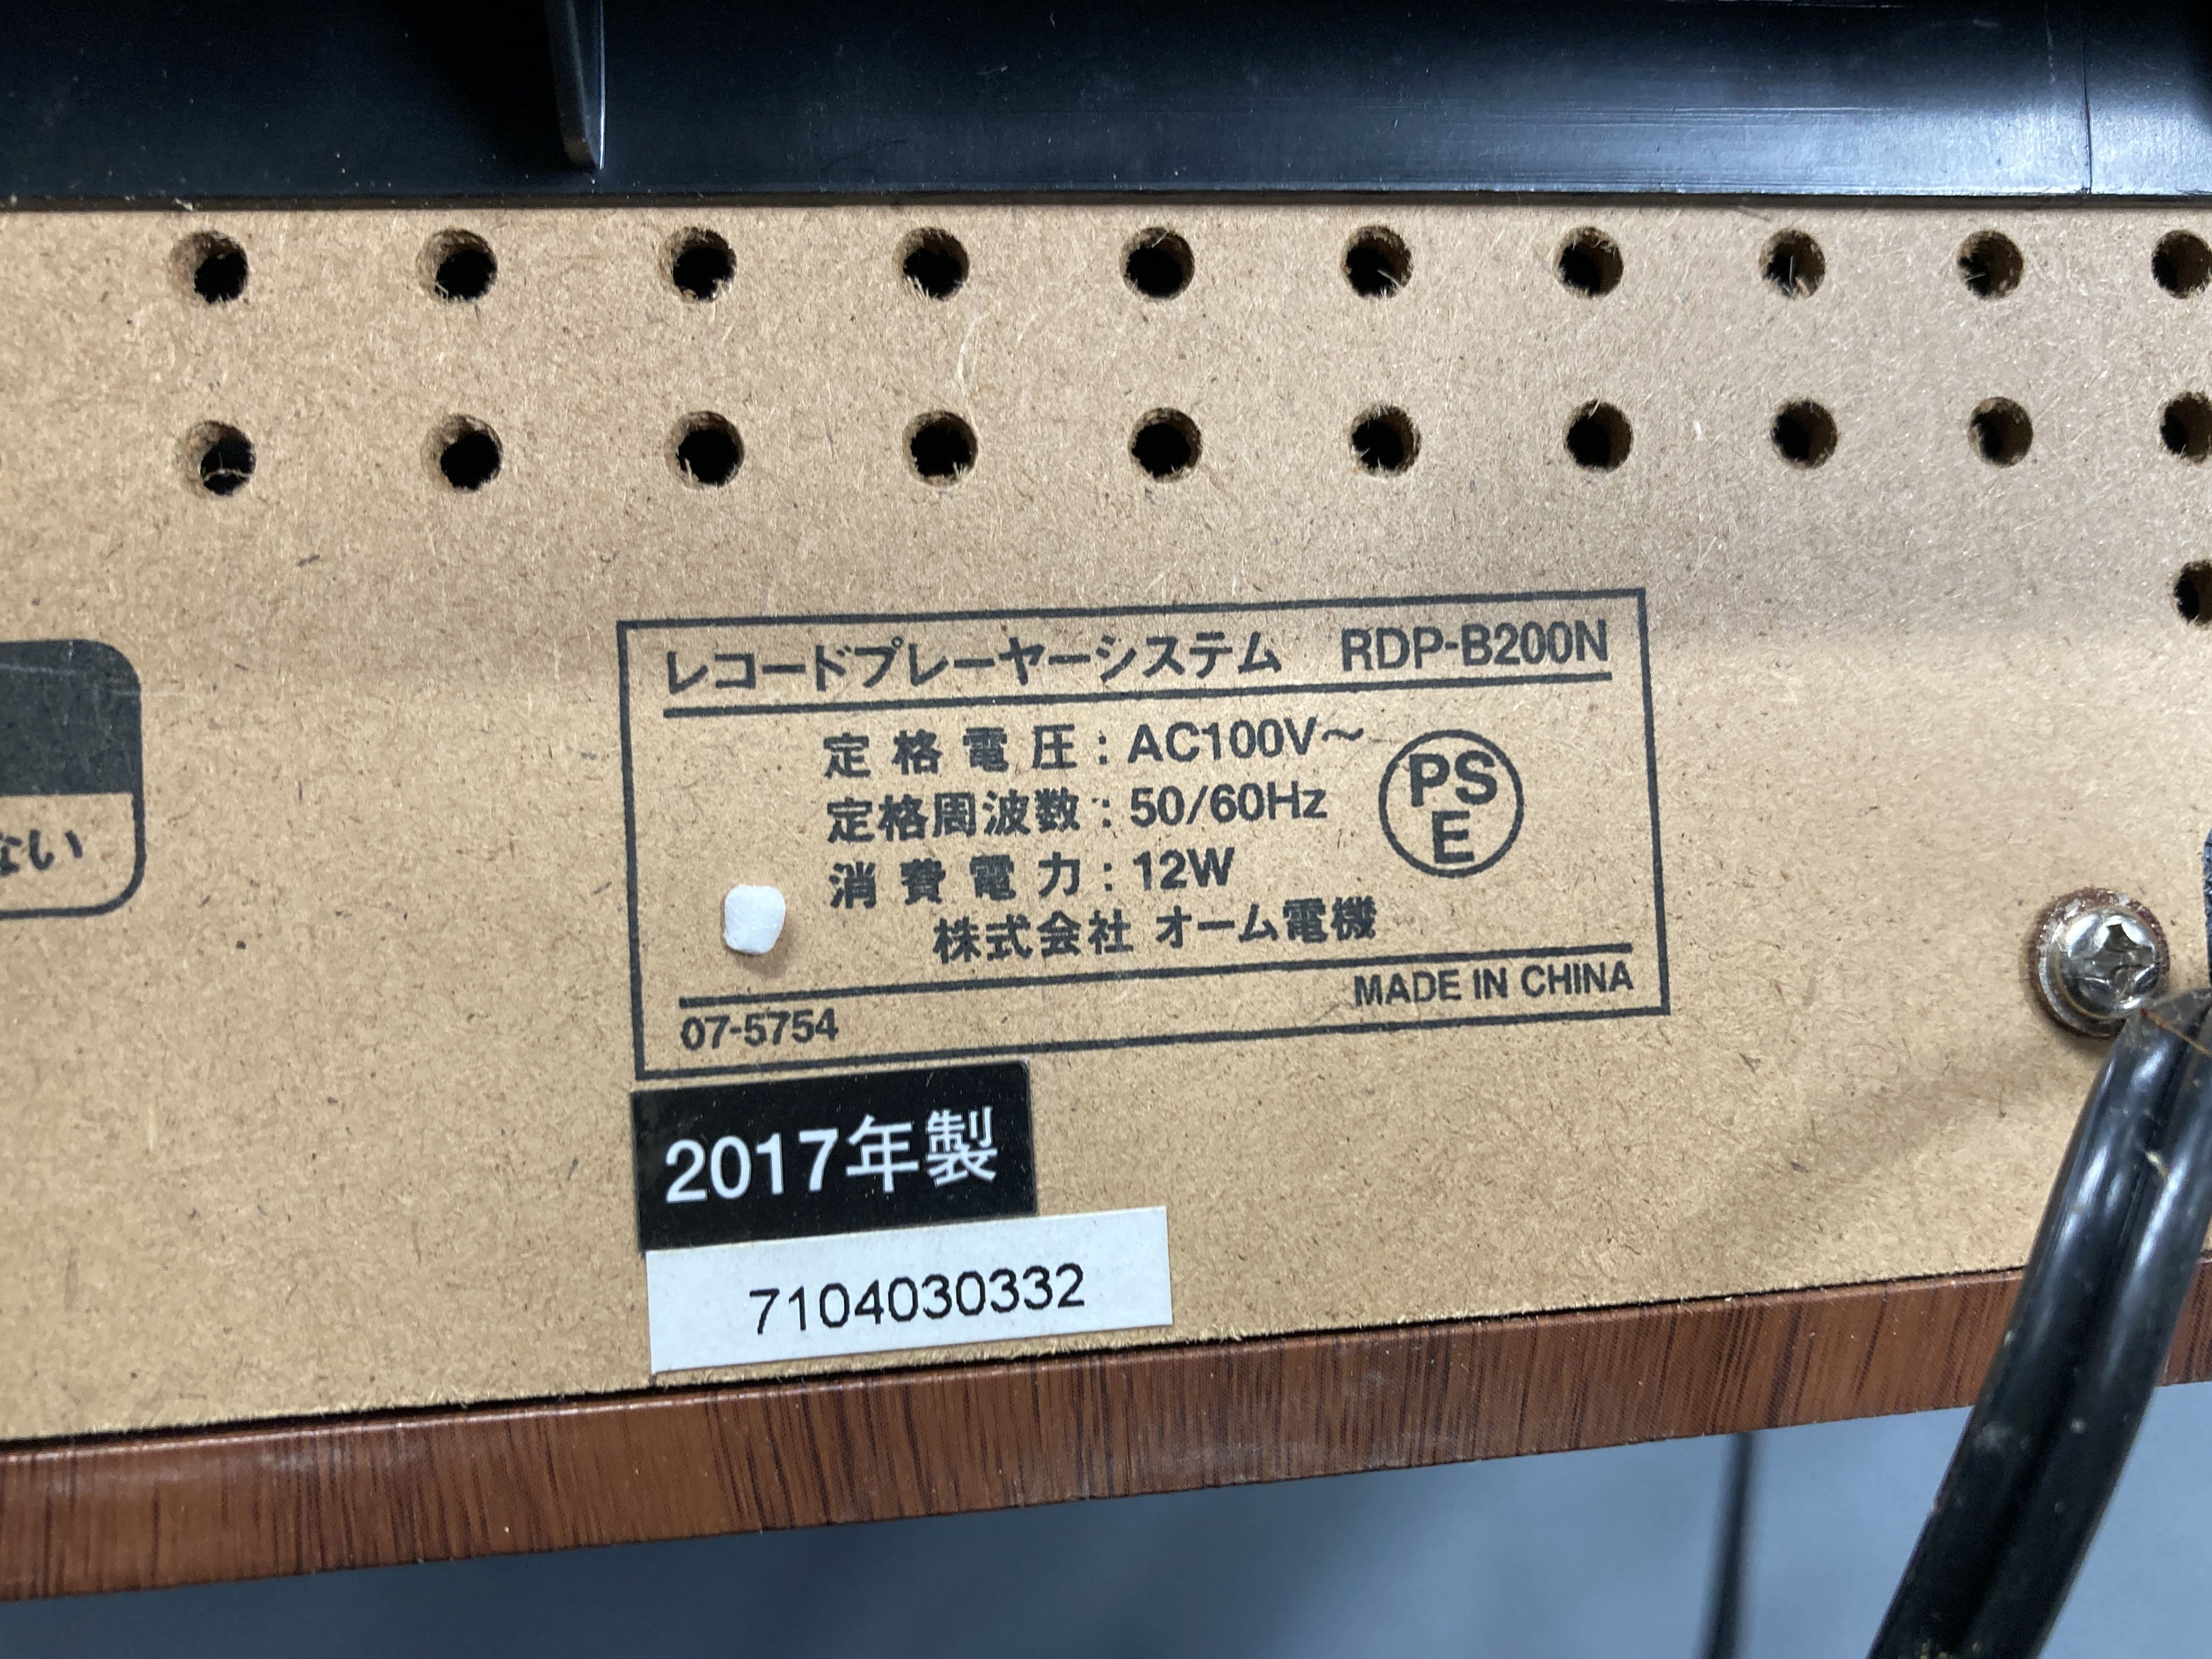 レコードプレーヤーシステム RDP-B200N
定格電圧：AC100V～
定格周波数：50/60Hz
消費電力：12W
PS
E
株式会社 オーム電機
MADE IN CHINA
07-5754
2017年製
7104030332
ない